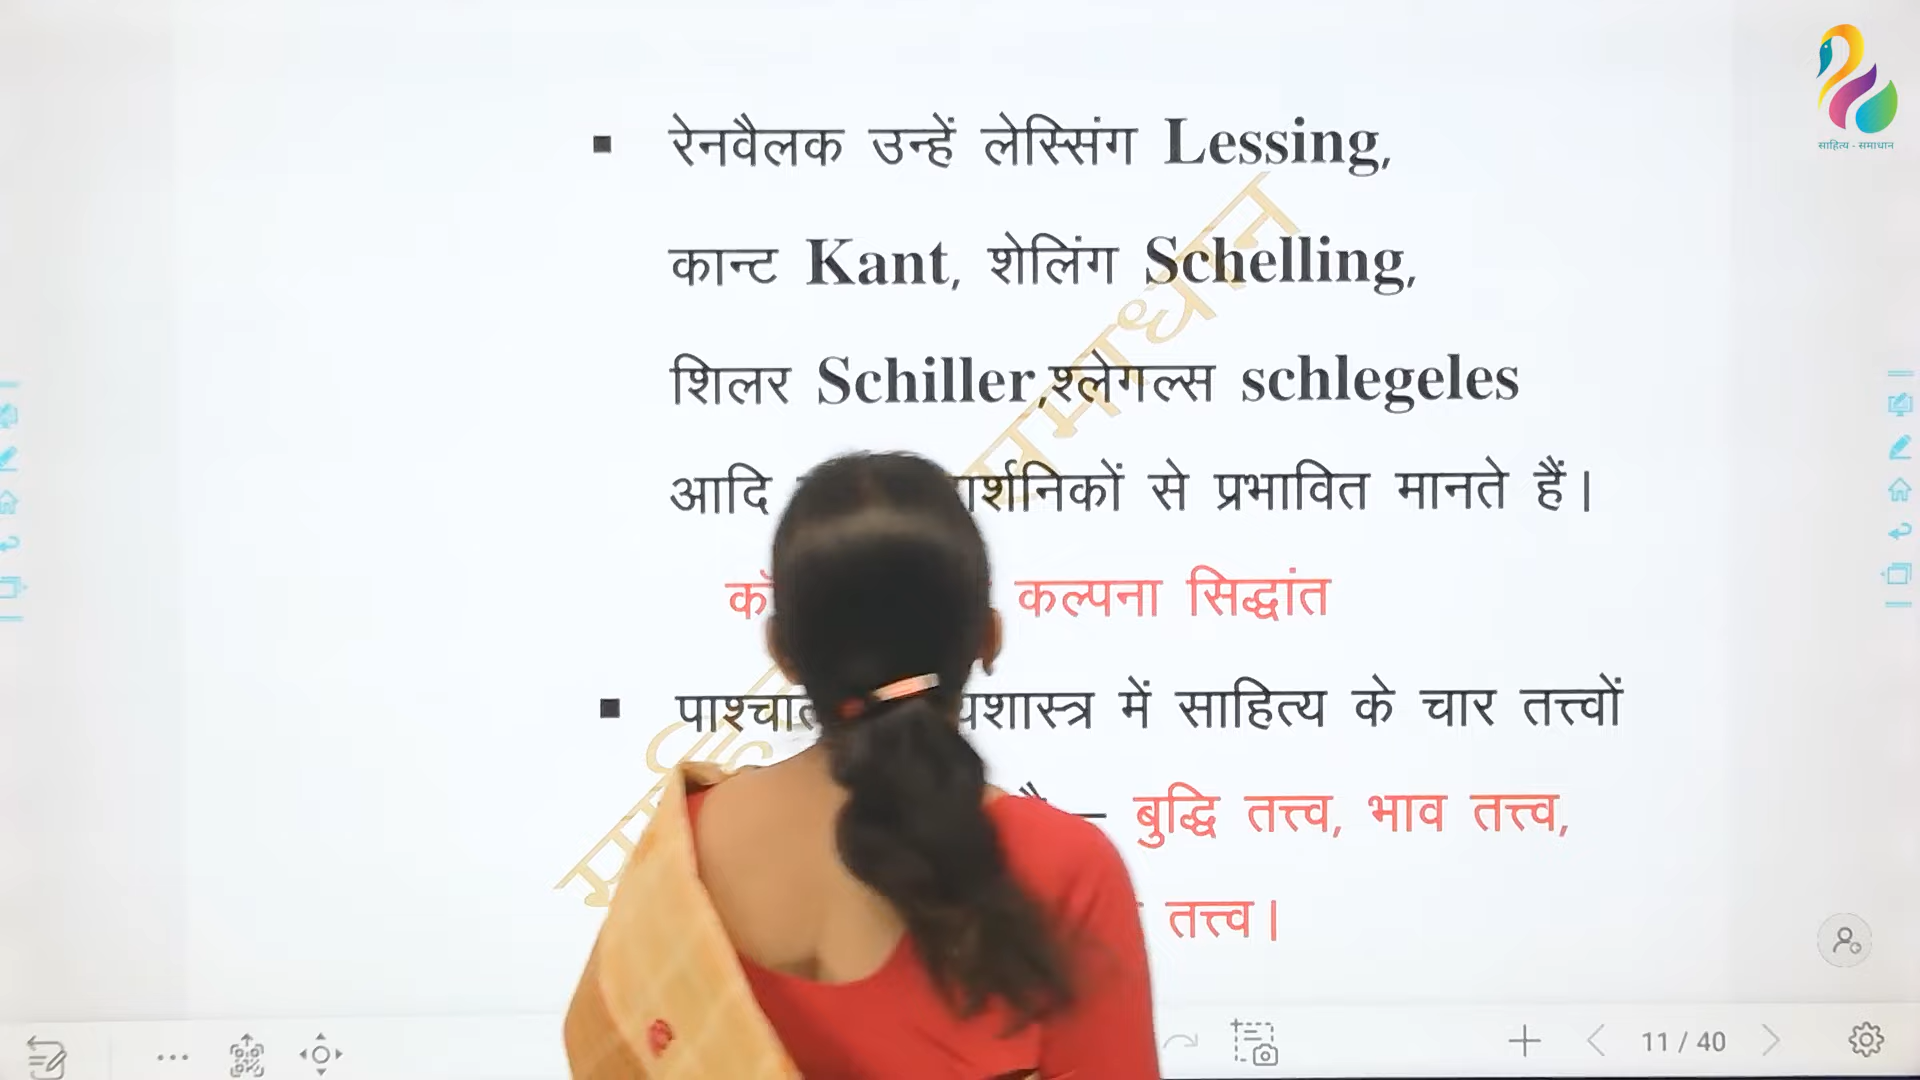 रेनवैलक उन्हें लेस्सिंग Lessing,
कान्ट Kant, शेलिंग Schelling,
शिलर Schiller,श्लेगल्स schlegeles
आदि से प्रभावित मानते हैं।
कल्पना सिद्धांत
में साहित्य के चार तत्त्वों
– बुद्धि तत्त्व, भाव तत्त्व,
तत्त्व।
साहित्य - समाधान
11 / 40